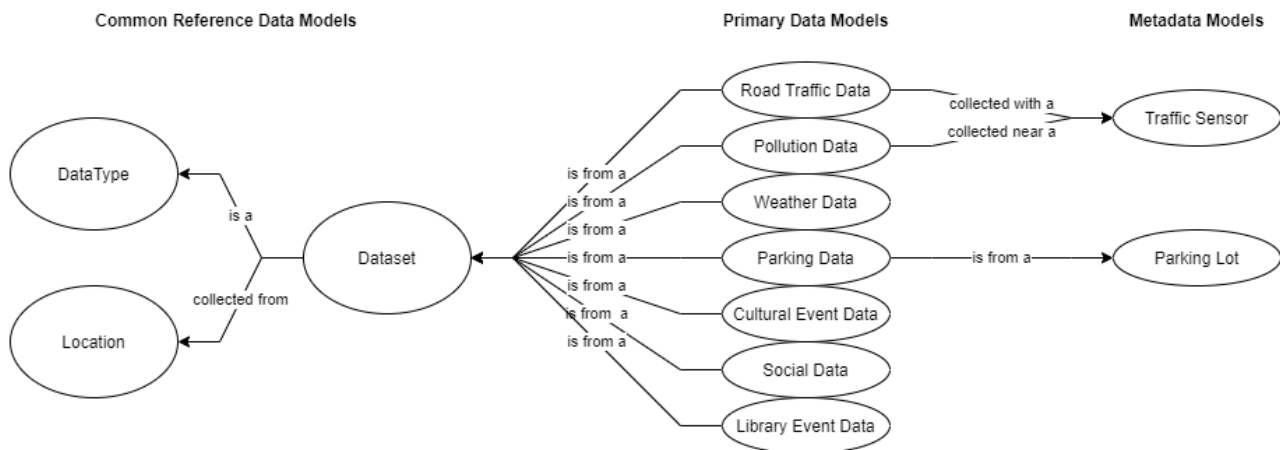 Common Reference Data Models
Primary Data Models
Metadata Models
Road Traffic Data
collected with a
Traffic Sensor
collected near a
Pollution Data
DataType
is from a
is from a
Weather Data
is a
is from a
Dataset
is from a
Parking Data
is from a
Parking Lot
is from a
collected from
Cultural Event Data
is from  a
Location
is from a
Social Data
Library Event Data